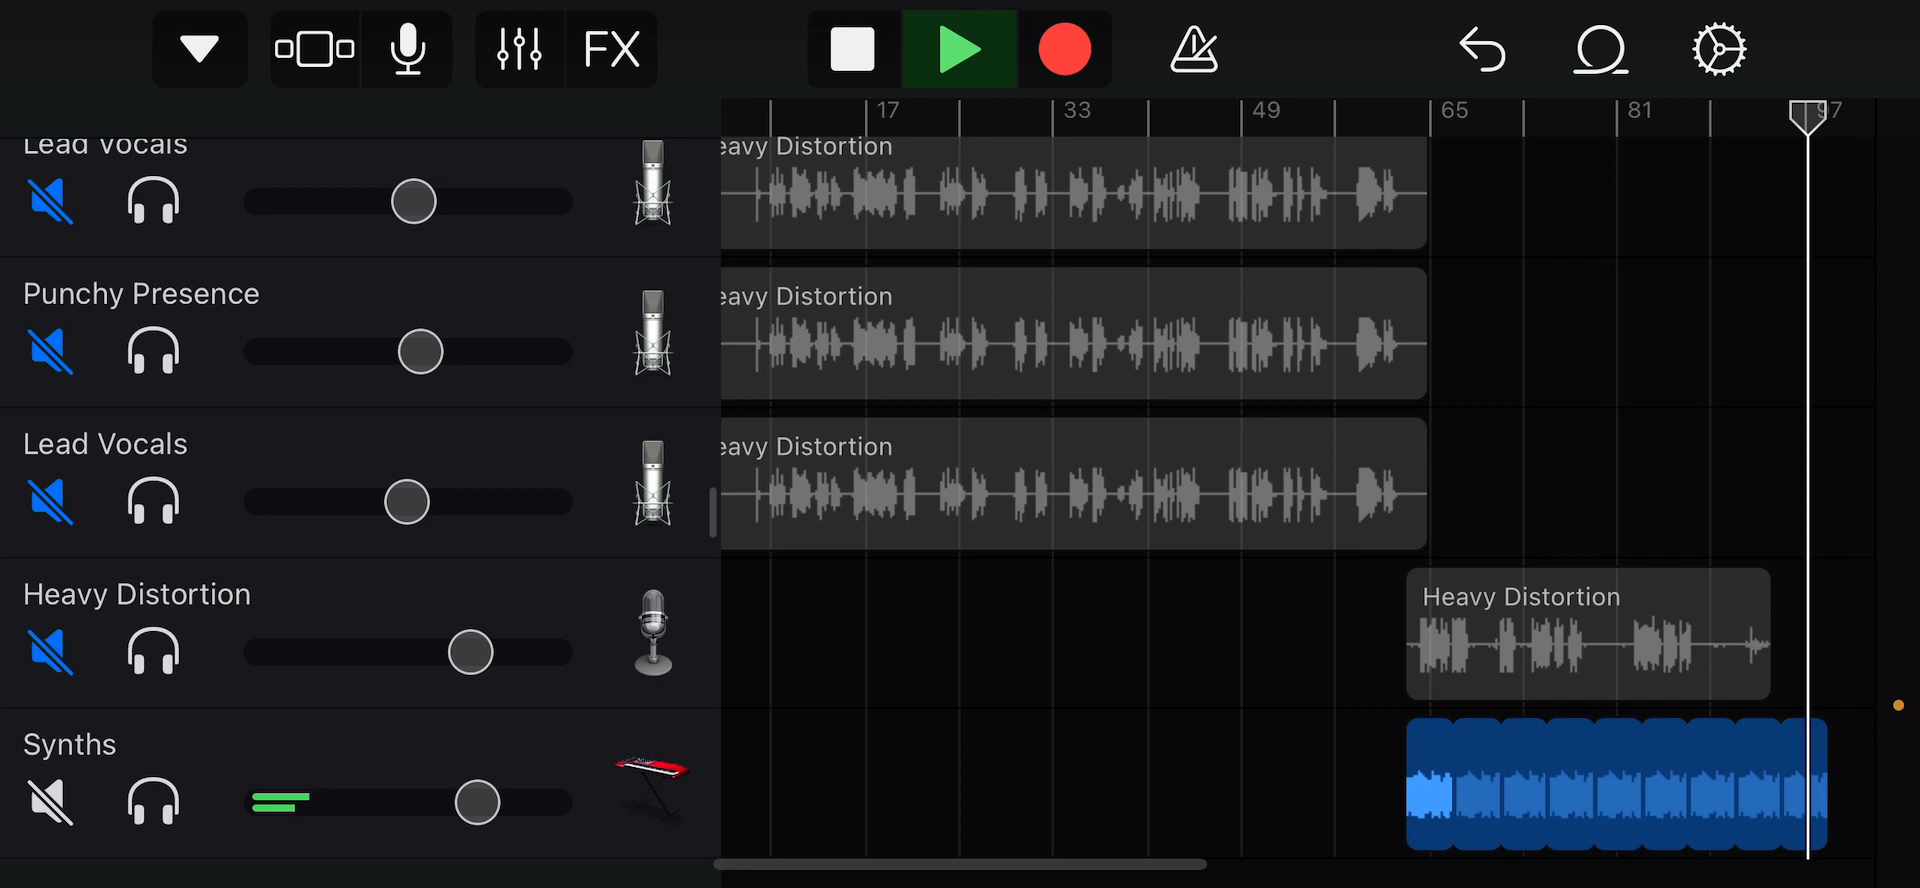 FX
17 33 49 65 81 97
Lead Vocals
eavy Distortion
Punchy Presence
eavy Distortion
Lead Vocals
eavy Distortion
Heavy Distortion
Heavy Distortion
Synths